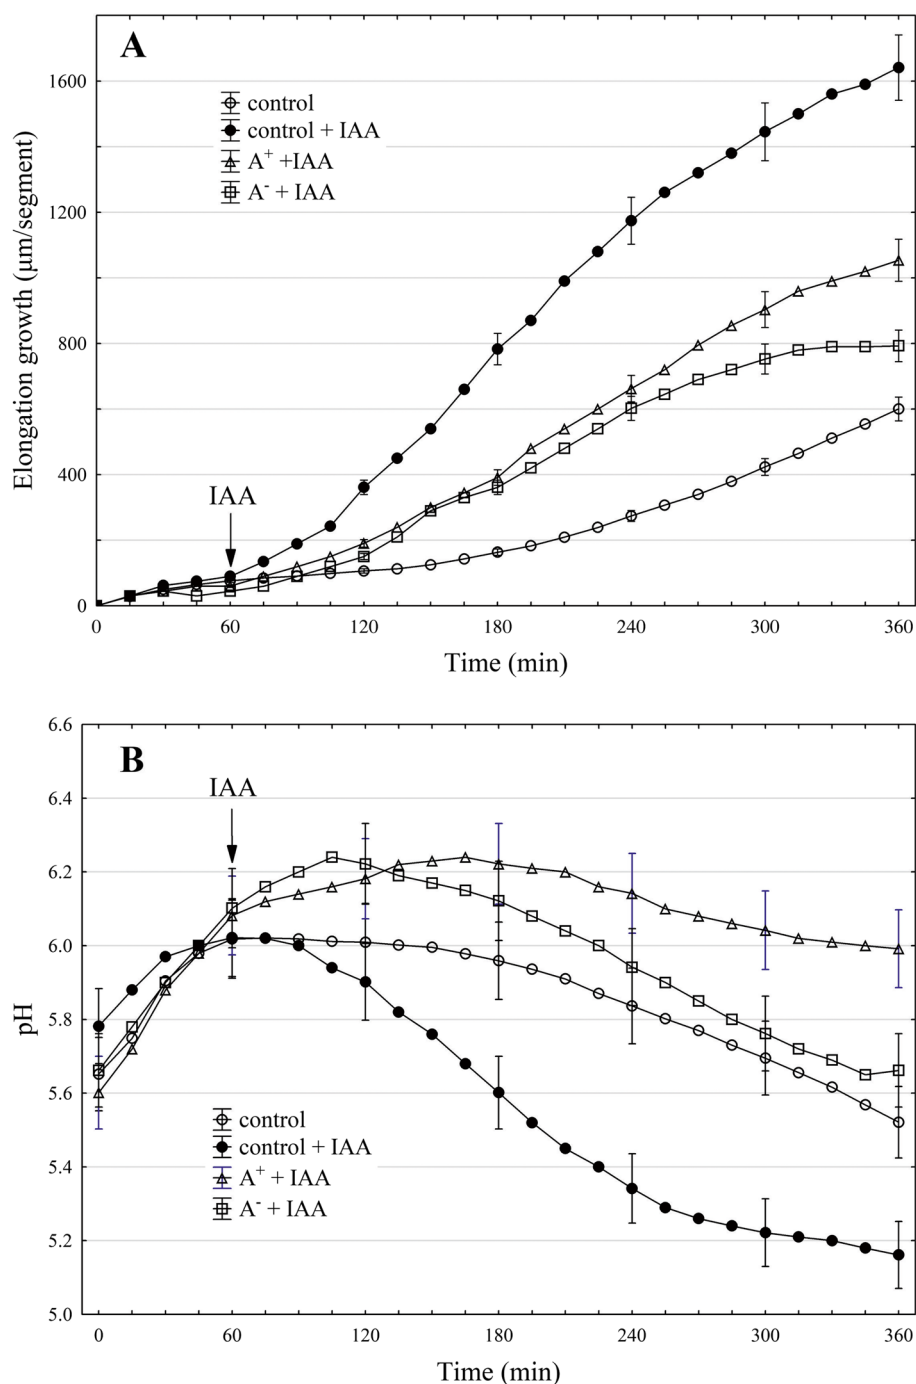 A
1600
1200
800
400
0
Elongation growth (μm/segment)
control
control + IAA
A⁺ +IAA
A⁻ + IAA
IAA
0 60 120 180 240 300 360
Time (min)
B
6.6
6.4
6.2
6.0
5.8
5.6
5.4
5.2
5.0
pH
IAA
control
control + IAA
A⁺ + IAA
A⁻ + IAA
0 60 120 180 240 300 360
Time (min)